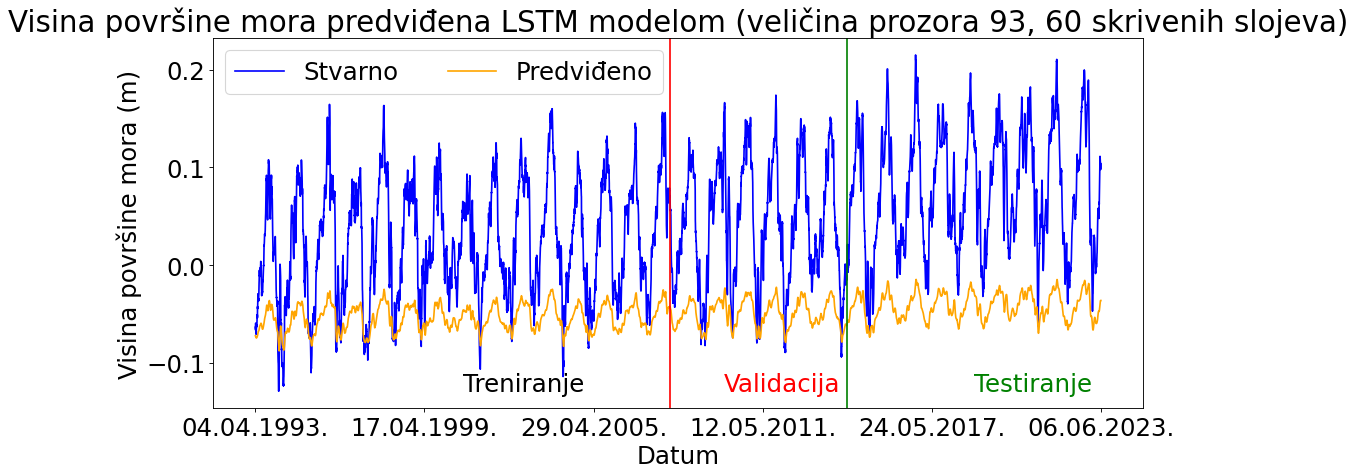 Visina površine mora predviđena LSTM modelom (veličina prozora 93, 60 skrivenih slojeva)
Stvarno
Predviđeno
Visina površine mora (m)
0.2
0.1
0.0
−0.1
Treniranje
Validacija
Testiranje
04.04.1993.
17.04.1999.
29.04.2005.
12.05.2011.
24.05.2017.
06.06.2023.
Datum